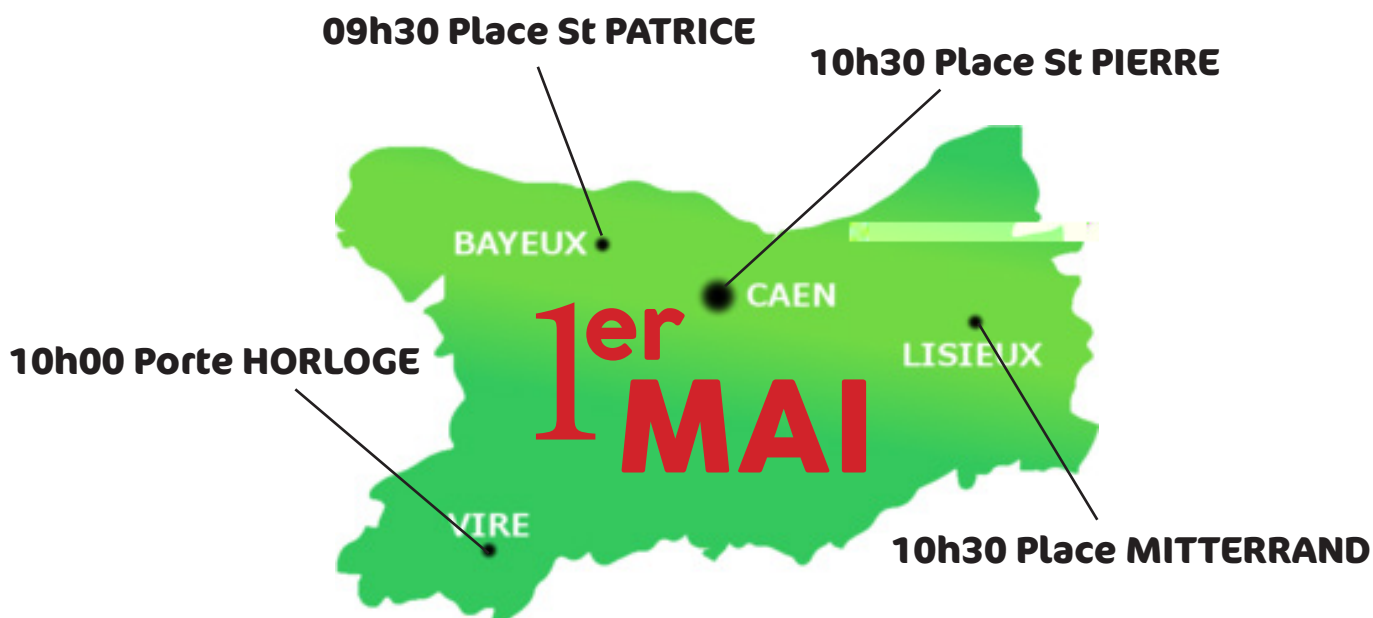 09h30 Place St PATRICE
10h30 Place St PIERRE
BAYEUX
CAEN
1er
MAI
LISIEUX
10h00 Porte HORLOGE
VIRE
10h30 Place MITTERRAND